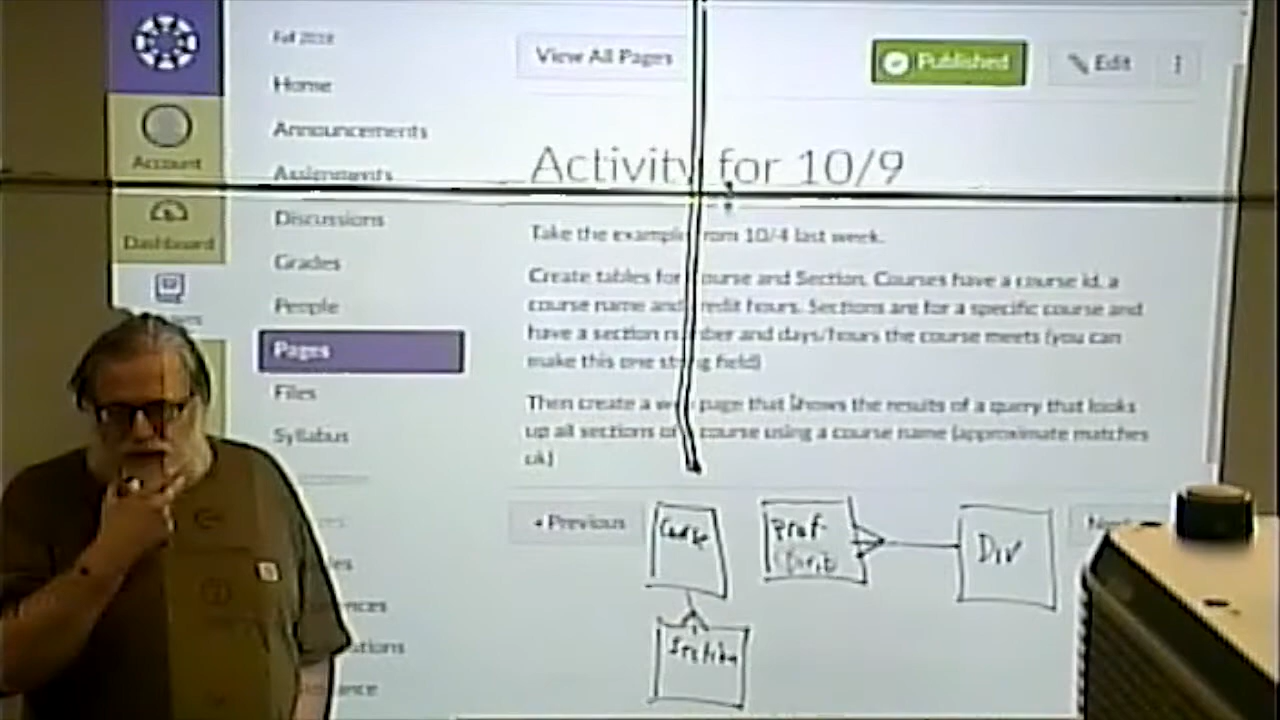 Fall 2018
Home
Announcements
Assignments
Discussions
Grades
People
Pages
Files
Syllabus
Account
Dashboard
View All Pages
Published
Edit
Activity for 10/9
Take the example from 10/4 last week.
Create tables for Course and Section. Courses have a course id, a
course name and credit hours. Sections are for a specific course and
have a section number and days/hours the course meets (you can
make this one string field)
Then create a web page that shows the results of a query that looks
up all sections of course using a course name (approximate matches
ok)
Previous
Course
Prof
Div
Section